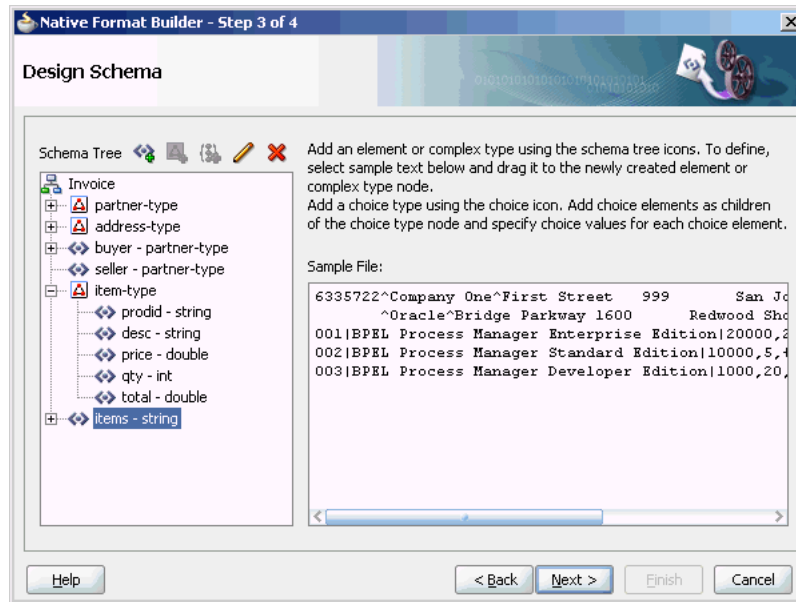 Native Format Builder - Step 3 of 4
Design Schema
Schema Tree
Invoice
partner-type
address-type
buyer - partner-type
seller - partner-type
item-type
prodid - string
desc - string
price - double
qty - int
total - double
items - string
Add an element or complex type using the schema tree icons. To define,
select sample text below and drag it to the newly created element or
complex type node.
Add a choice type using the choice icon. Add choice elements as children
of the choice type node and specify choice values for each choice element.
Sample File:
6335722^Company One^First Street 999 San Jo
^Oracle^Bridge Parkway 1600 Redwood Sho
001|BPEL Process Manager Enterprise Edition|20000,2
002|BPEL Process Manager Standard Edition|10000,5,+
003|BPEL Process Manager Developer Edition|1000,20,
Help
< Back
Next >
Finish
Cancel